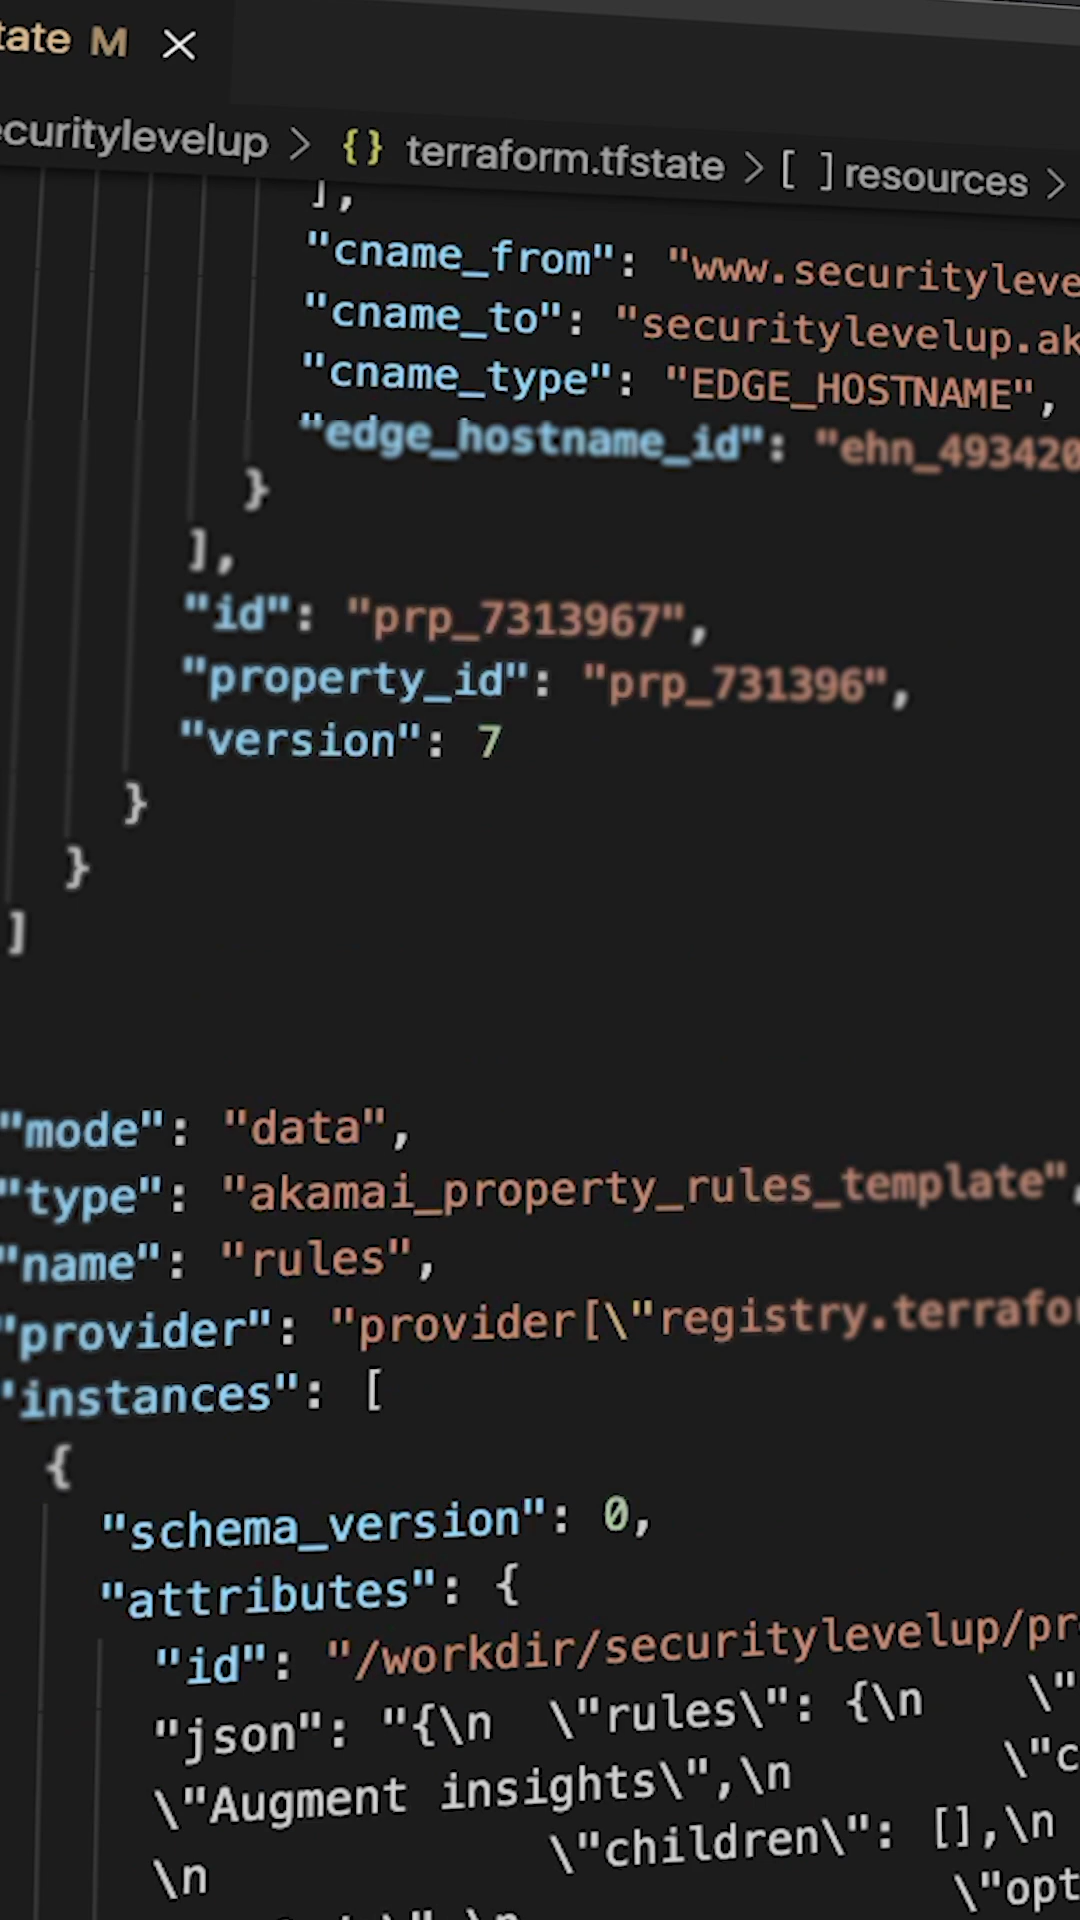 tate M ×
curitylevelup > {} terraform.tfstate > [ ] resources >
],
"cname_from": "www.securityleve
"cname_to": "securitylevelup.ak
"cname_type": "EDGE_HOSTNAME",
"edge_hostname_id": "ehn_493420
}
],
"id": "prp_7313967",
"property_id": "prp_731396",
"version": 7
}
}
]
"mode": "data",
"type": "akamai_property_rules_template",
"name": "rules",
"provider": "provider[\"registry.terrafo
"instances": [
{
"schema_version": 0,
"attributes": {
"id": "/workdir/securitylevelup/pr
"json": "{\n \"rules\": {\n \"
\"Augment insights\",\n \"c
\"children\": [],\n
\n \"opt